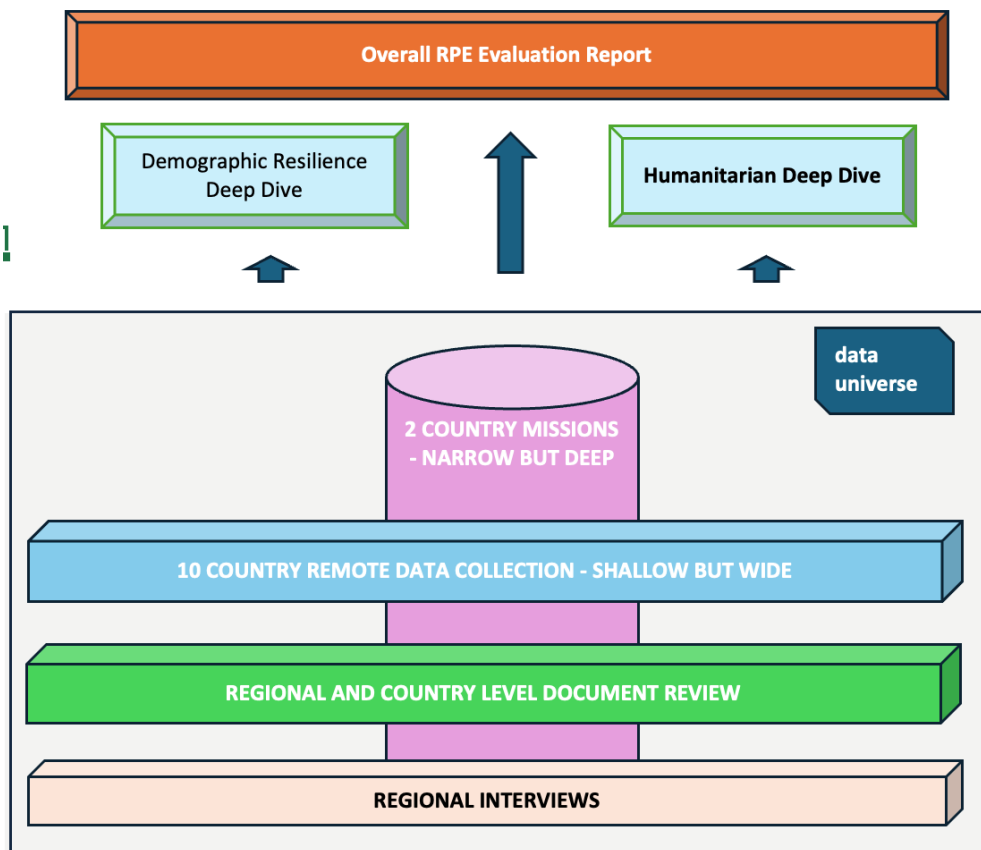 Overall RPE Evaluation Report
Demographic Resilience
Deep Dive
Humanitarian Deep Dive
data
universe
2 COUNTRY MISSIONS
- NARROW BUT DEEP
10 COUNTRY REMOTE DATA COLLECTION - SHALLOW BUT WIDE
REGIONAL AND COUNTRY LEVEL DOCUMENT REVIEW
REGIONAL INTERVIEWS